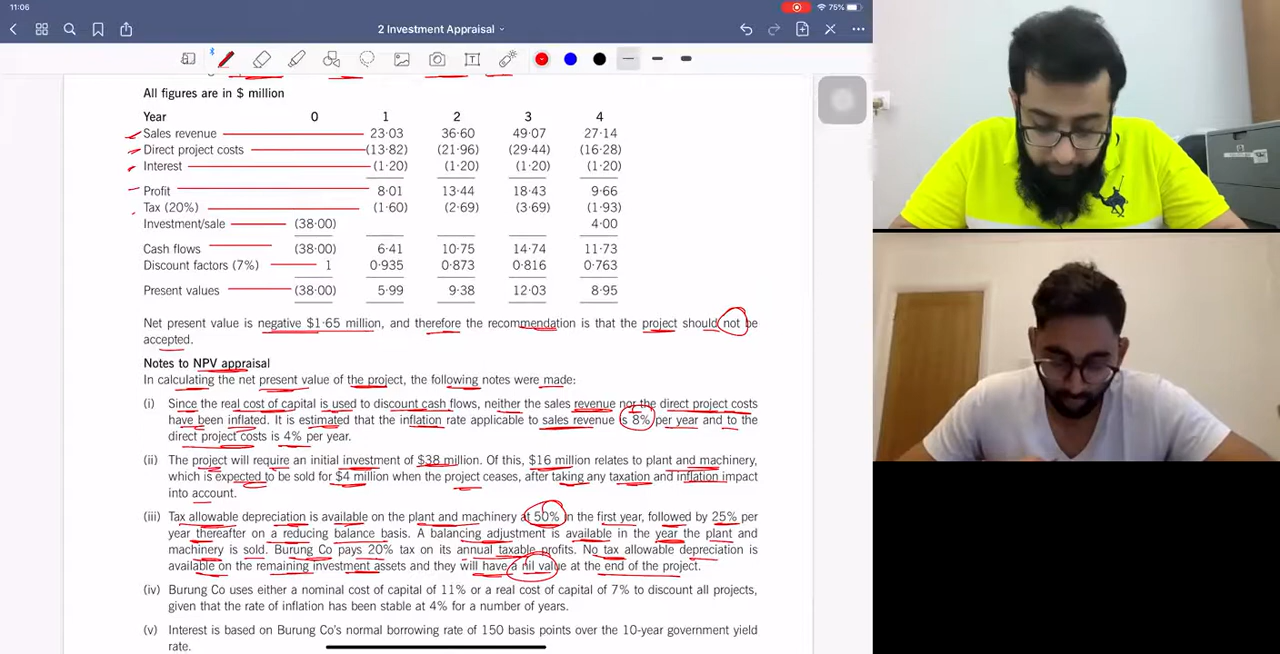 11:06
75%
2 Investment Appraisal
All figures are in $ million
Year 0 1 2 3 4
Sales revenue 23·03 36·60 49·07 27·14
Direct project costs (13·82) (21·96) (29·44) (16·28)
Interest (1·20) (1·20) (1·20) (1·20)
Profit 8·01 13·44 18·43 9·66
Tax (20%) (1·60) (2·69) (3·69) (1·93)
Investment/sale (38·00) 4·00
Cash flows (38·00) 6·41 10·75 14·74 11·73
Discount factors (7%) 1 0·935 0·873 0·816 0·763
Present values (38·00) 5·99 9·38 12·03 8·95
Net present value is negative $1·65 million, and therefore the recommendation is that the project should not be
accepted.
Notes to NPV appraisal
In calculating the net present value of the project, the following notes were made:
(i) Since the real cost of capital is used to discount cash flows, neither the sales revenue nor the direct project costs
have been inflated. It is estimated that the inflation rate applicable to sales revenue is 8% per year and to the
direct project costs is 4% per year.
(ii) The project will require an initial investment of $38 million. Of this, $16 million relates to plant and machinery,
which is expected to be sold for $4 million when the project ceases, after taking any taxation and inflation impact
into account.
(iii) Tax allowable depreciation is available on the plant and machinery at 50% in the first year, followed by 25% per
year thereafter on a reducing balance basis. A balancing adjustment is available in the year the plant and
machinery is sold. Burung Co pays 20% tax on its annual taxable profits. No tax allowable depreciation is
available on the remaining investment assets and they will have a nil value at the end of the project.
(iv) Burung Co uses either a nominal cost of capital of 11% or a real cost of capital of 7% to discount all projects,
given that the rate of inflation has been stable at 4% for a number of years.
(v) Interest is based on Burung Co's normal borrowing rate of 150 basis points over the 10-year government yield
rate.